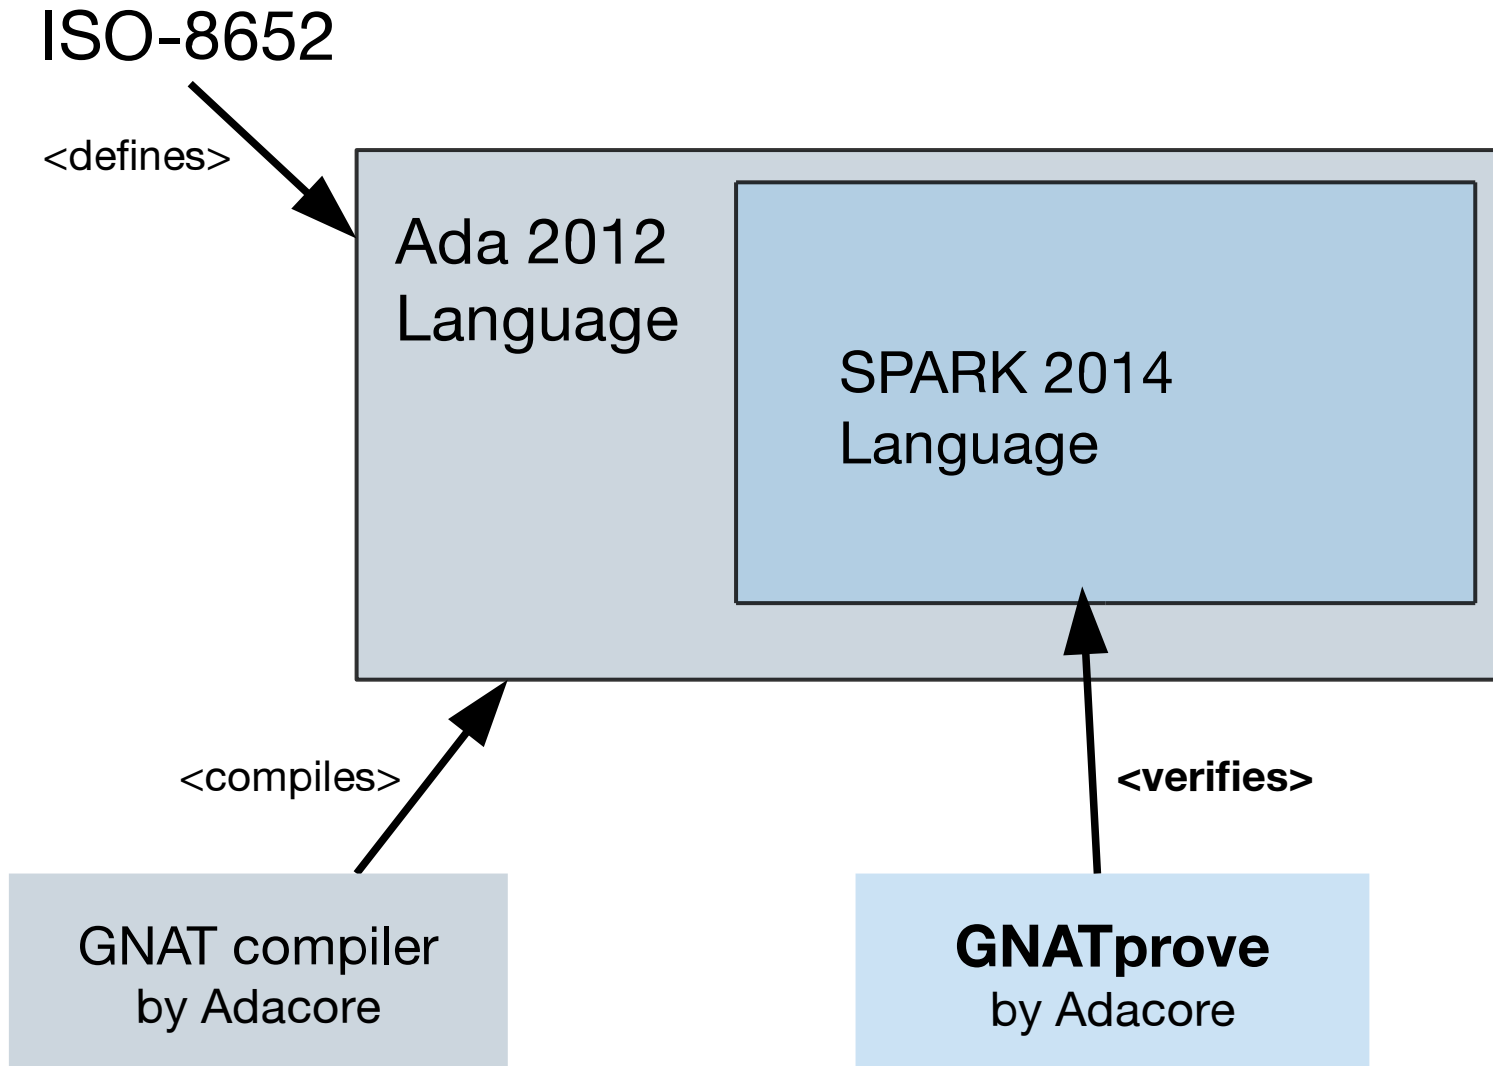 ISO-8652
<defines>
Ada 2012
Language
SPARK 2014
Language
<compiles>
<verifies>
GNAT compiler
by Adacore
GNATprove
by Adacore